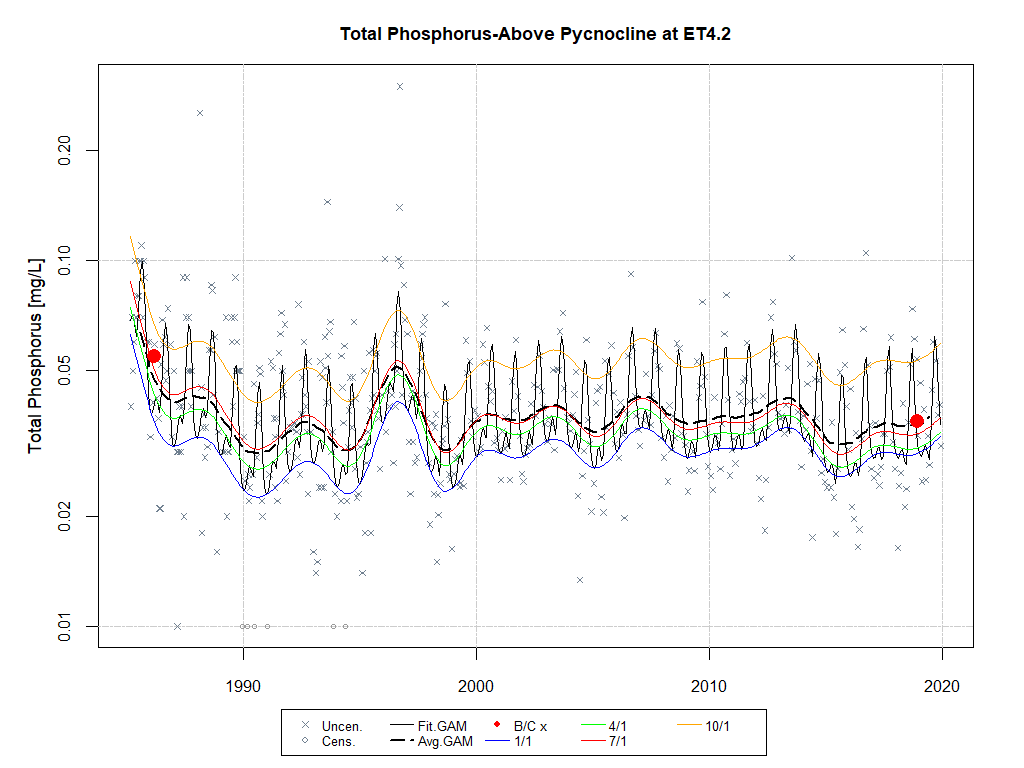 Total Phosphorus-Above Pycnocline at ET4.2
Total Phosphorus [mg/L]
0.20
0.10
0.05
0.02
0.01
1990 2000 2010 2020
Uncen. Fit.GAM B/C x 4/1 10/1
Cens. Avg.GAM 1/1 7/1